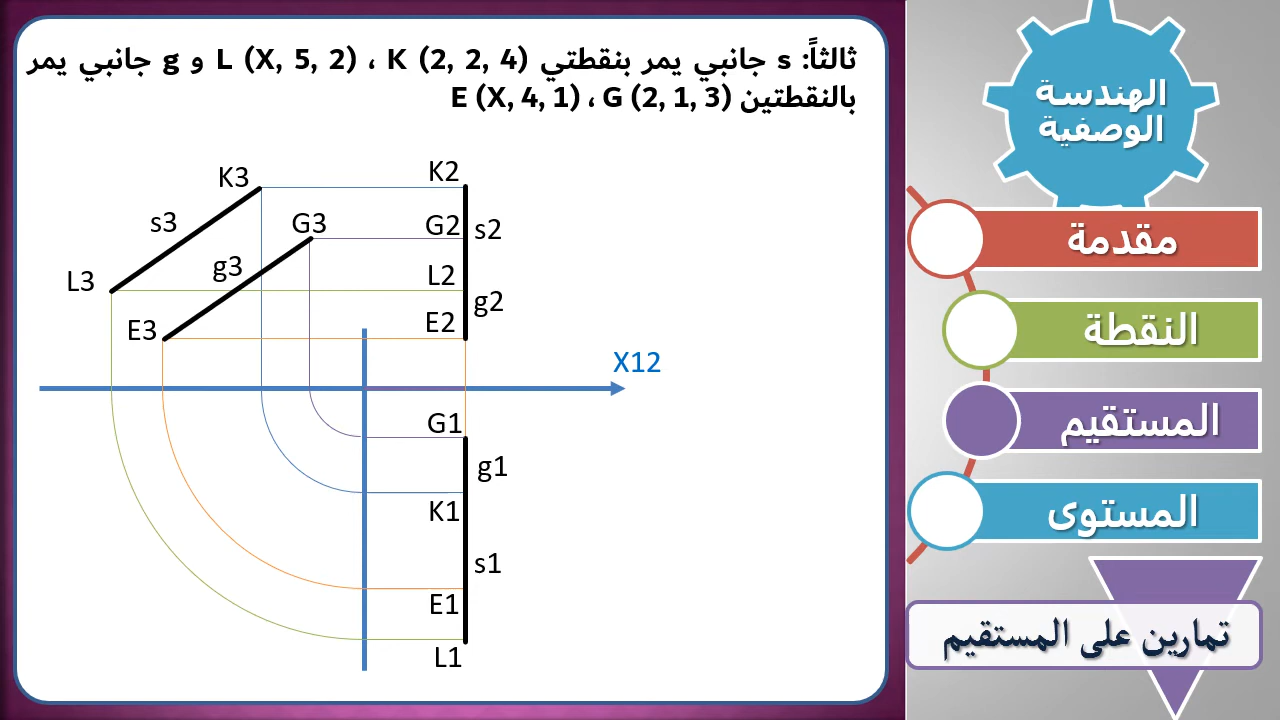 ثالثاً: s جانبي يمر بنقطتي K (2, 2, 4) ، L (X, 5, 2) و g جانبي يمر
بالنقطتين E (X, 4, 1) ، G (2, 1, 3)
K3
K2
s3
G3
G2
s2
g3
L3
L2
g2
E3
E2
X12
G1
g1
K1
s1
E1
L1
الهندسة
الوصفية
مقدمة
النقطة
المستقيم
المستوى
تمارين على المستقيم